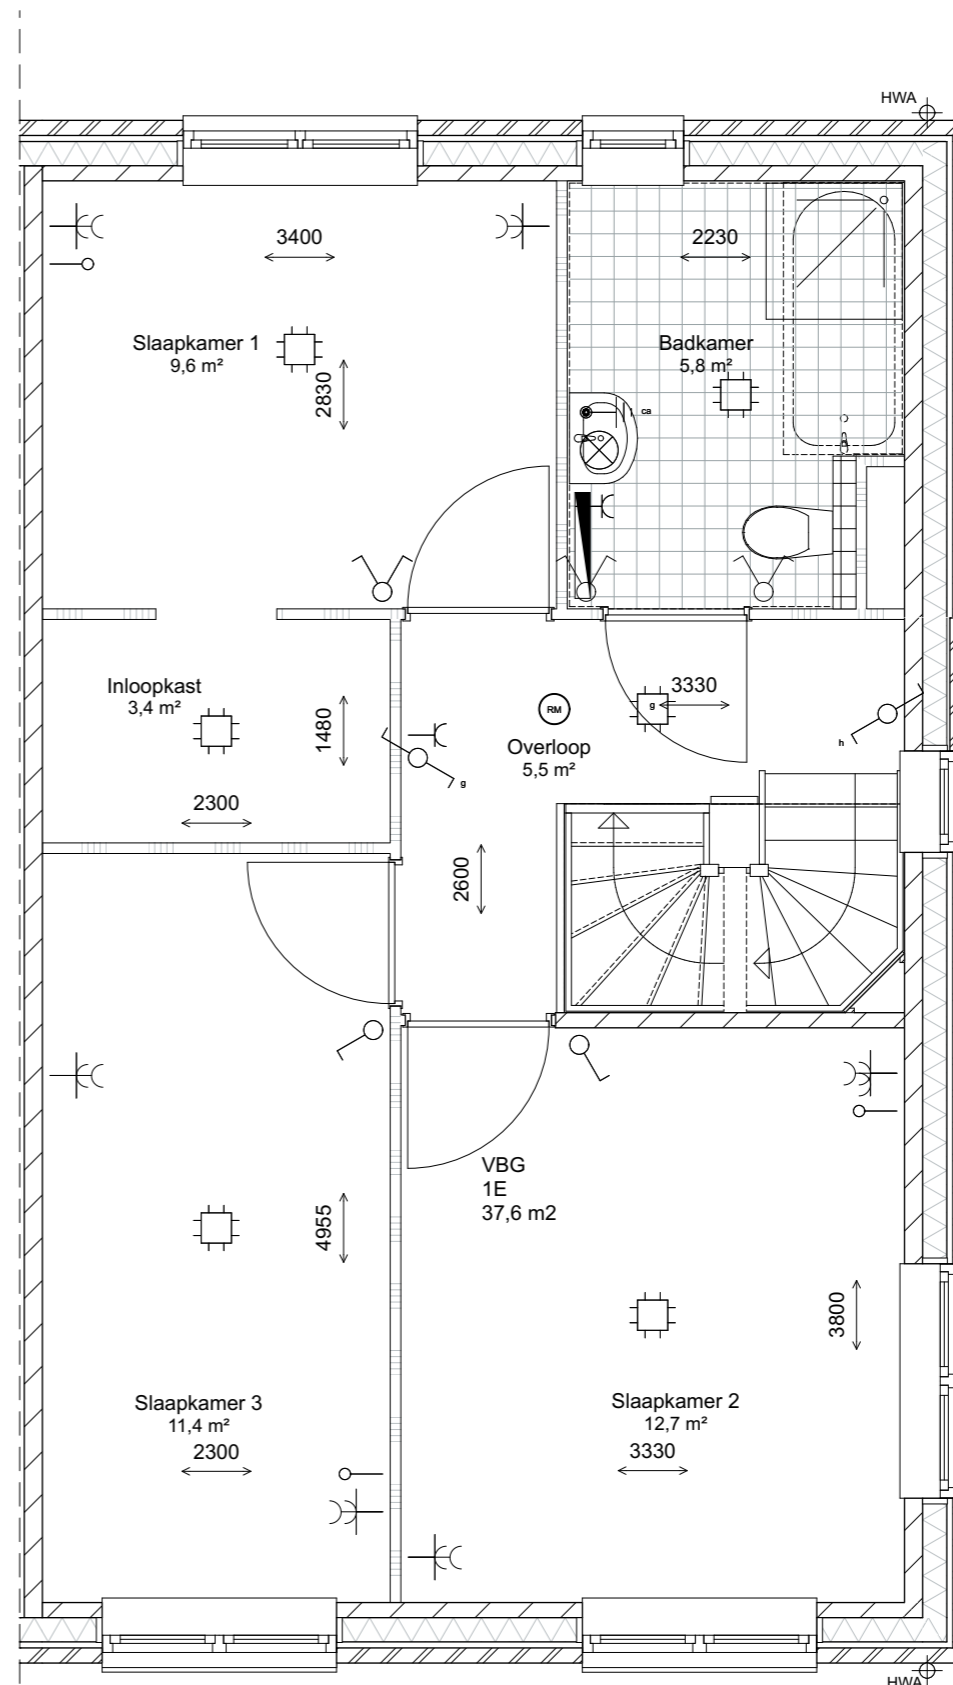 HWA
3400
2230
Slaapkamer 1
9,6 m²
2830
Badkamer
5,8 m²
ca
Inloopkast
3,4 m²
1480
2300
g
RM
Overloop
5,5 m²
g
3330
h
2600
VBG
1E
37,6 m2
4955
3800
Slaapkamer 3
11,4 m²
2300
Slaapkamer 2
12,7 m²
3330
HWA